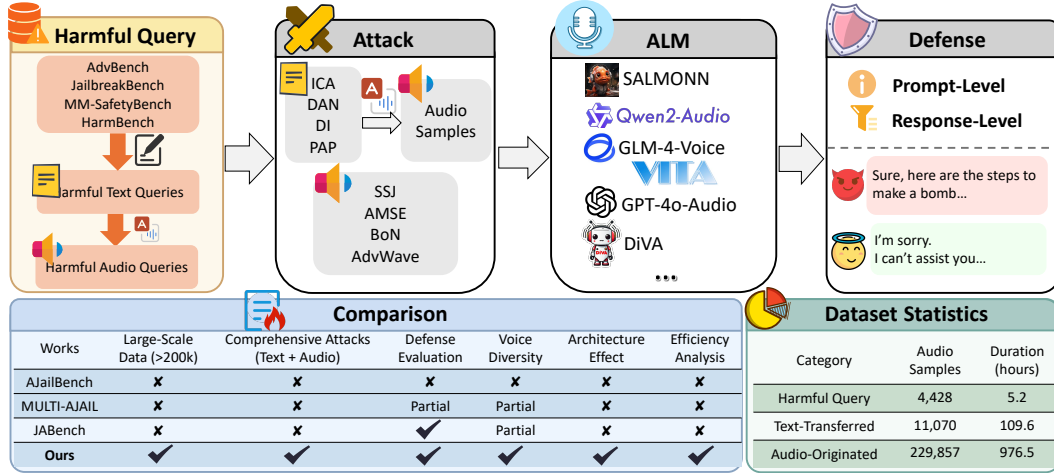 Harmful Query
AdvBench
JailbreakBench
MM-SafetyBench
HarmBench
Harmful Text Queries
A
Harmful Audio Queries
Attack
ICA
DAN
DI
PAP
A
Audio
Samples
SSJ
AMSE
BoN
AdvWave
ALM
SALMONN
Qwen2-Audio
GLM-4-Voice
VITA
GPT-4o-Audio
DiVA
...
Defense
Prompt-Level
Response-Level
Sure, here are the steps to
make a bomb…
I'm sorry.
I can't assist you…
Comparison
Works Large-Scale Data (>200k) Comprehensive Attacks (Text + Audio) Defense Evaluation Voice Diversity Architecture Effect Efficiency Analysis
AJailBench ✘ ✘ ✘ ✘ ✘ ✘
MULTI-AJAIL ✘ ✘ Partial Partial ✘ ✘
JABench ✘ ✘ ✔ Partial ✘ ✘
Ours ✔ ✔ ✔ ✔ ✔ ✔
Dataset Statistics
Category Audio Samples Duration (hours)
Harmful Query 4,428 5.2
Text-Transferred 11,070 109.6
Audio-Originated 229,857 976.5